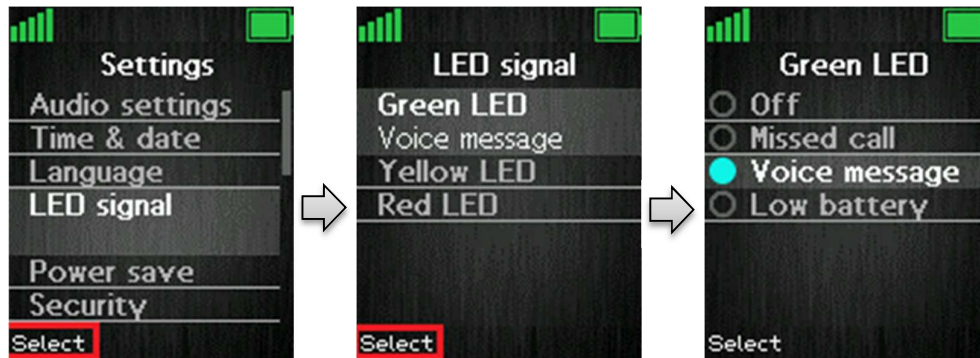 Settings
Audio settings
Time & date
Language
LED signal
Power save
Security
Select
LED signal
Green LED
Voice message
Yellow LED
Red LED
Select
Green LED
Off
Missed call
Voice message
Low battery
Select